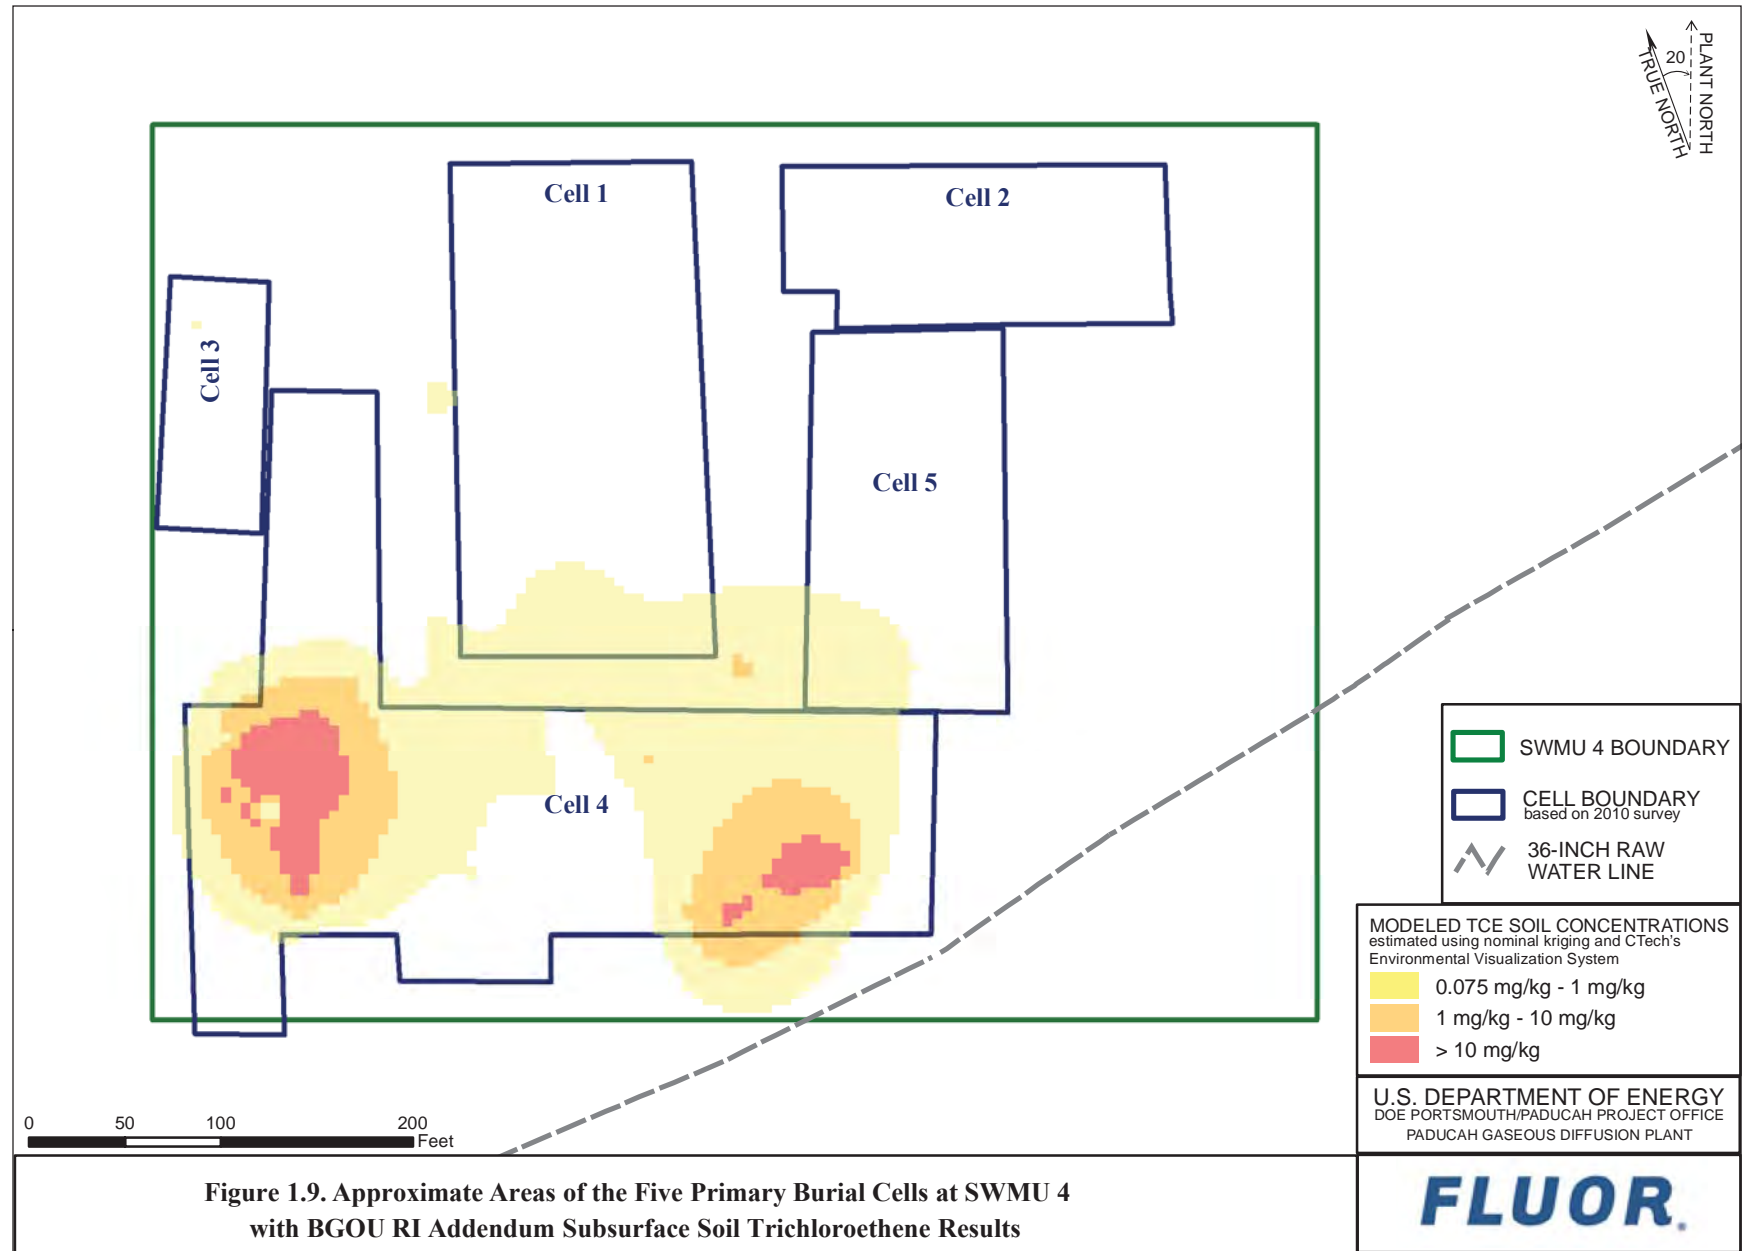 PLANT NORTH
20
TRUE NORTH
Cell 1
Cell 2
Cell 3
Cell 5
Cell 4
SWMU 4 BOUNDARY
CELL BOUNDARY
based on 2010 survey
36-INCH RAW
WATER LINE
MODELED TCE SOIL CONCENTRATIONS
estimated using nominal kriging and CTech's
Environmental Visualization System
0.075 mg/kg - 1 mg/kg
1 mg/kg - 10 mg/kg
> 10 mg/kg
U.S. DEPARTMENT OF ENERGY
DOE PORTSMOUTH/PADUCAH PROJECT OFFICE
PADUCAH GASEOUS DIFFUSION PLANT
0 50 100 200
Feet
Figure 1.9. Approximate Areas of the Five Primary Burial Cells at SWMU 4
with BGOU RI Addendum Subsurface Soil Trichloroethene Results
FLUOR